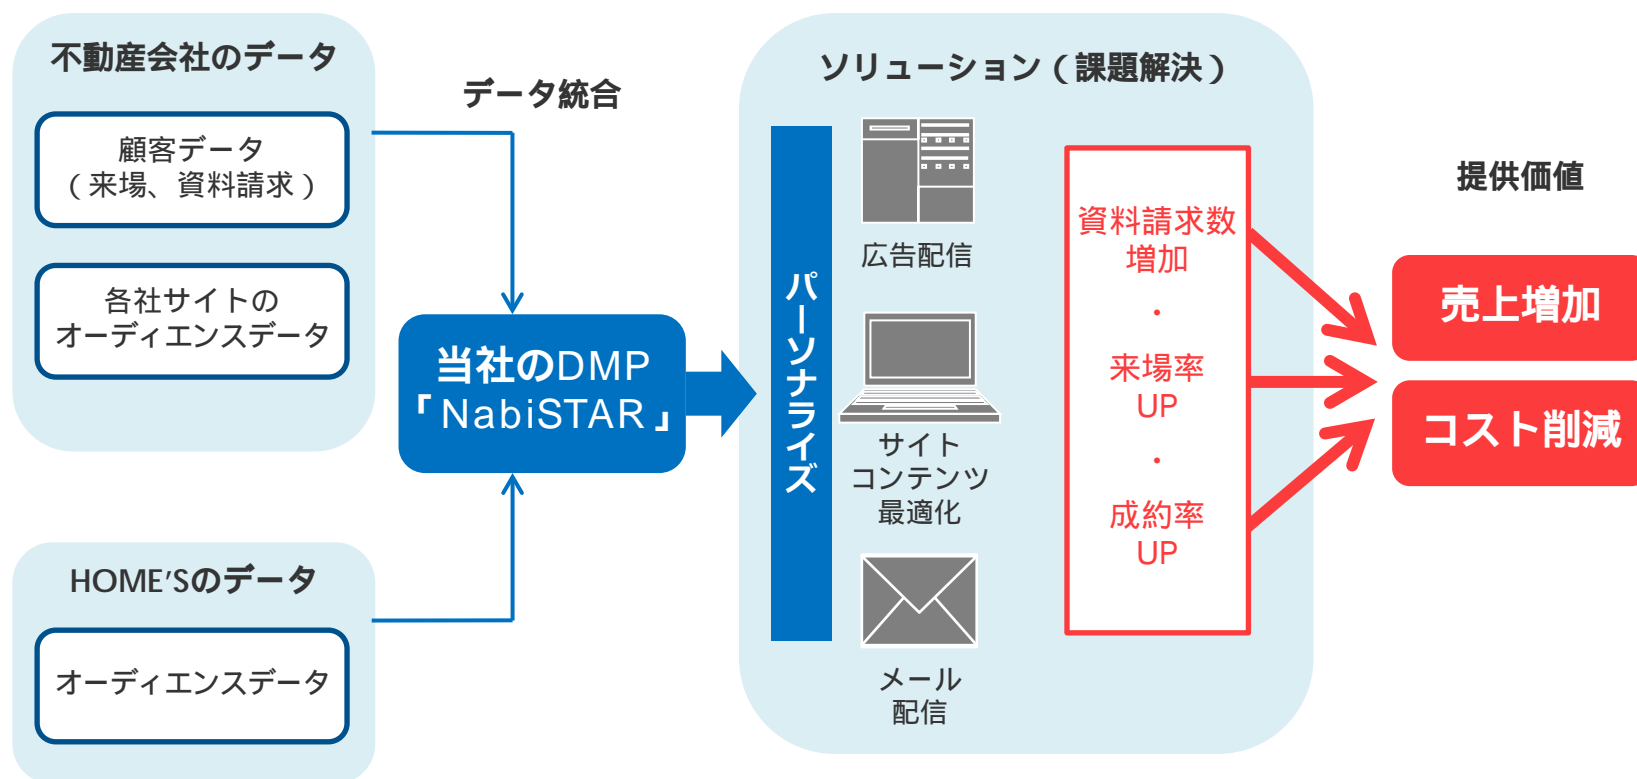 不動産会社のデータ
顧客データ
（来場、資料請求）
各社サイトの
オーディエンスデータ
HOME'Sのデータ
オーディエンスデータ
データ統合
当社のDMP
「NabiSTAR」
ソリューション（課題解決）
パーソナライズ
広告配信
サイト
コンテンツ
最適化
メール
配信
資料請求数
増加
・
来場率
UP
・
成約率
UP
提供価値
売上増加
コスト削減